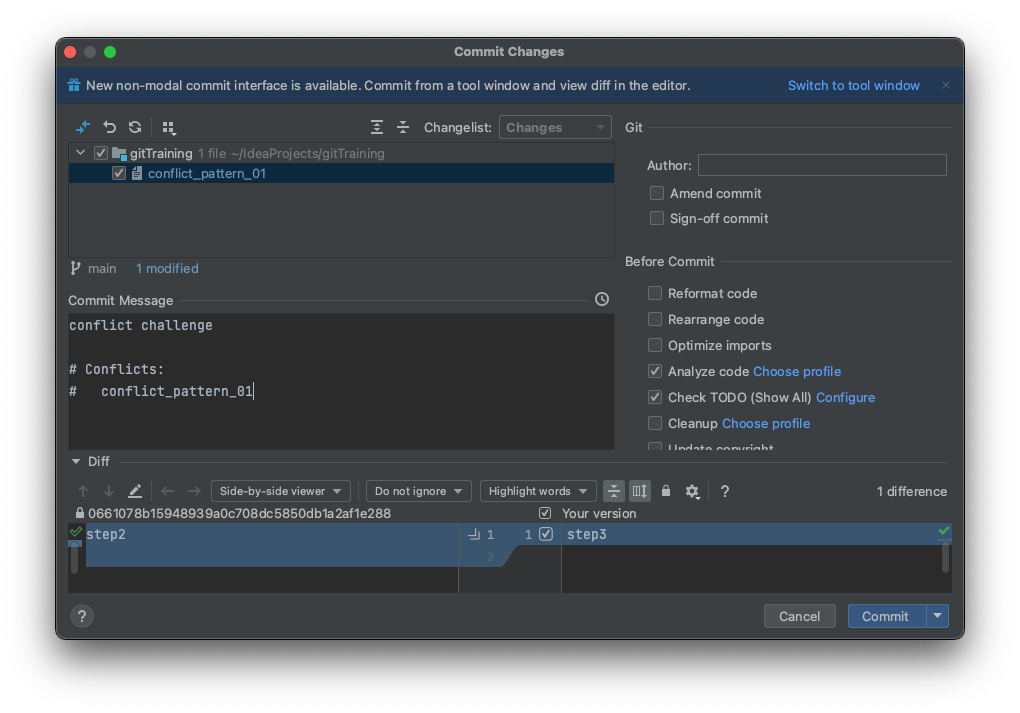 Commit Changes
New non-modal commit interface is available. Commit from a tool window and view diff in the editor. Switch to tool window
Changelist: Changes
gitTraining 1 file ~/IdeaProjects/gitTraining
conflict_pattern_01
main 1 modified
Commit Message
conflict challenge
# Conflicts:
#   conflict_pattern_01
Git
Author:
Amend commit
Sign-off commit
Before Commit
Reformat code
Rearrange code
Optimize imports
Analyze code Choose profile
Check TODO (Show All) Configure
Cleanup Choose profile
Update copyright
Diff
Side-by-side viewer Do not ignore Highlight words ? 1 difference
0661078b15948939a0c708dc5850db1a2af1e288 Your version
step2 1 1 step3
2
? Cancel Commit